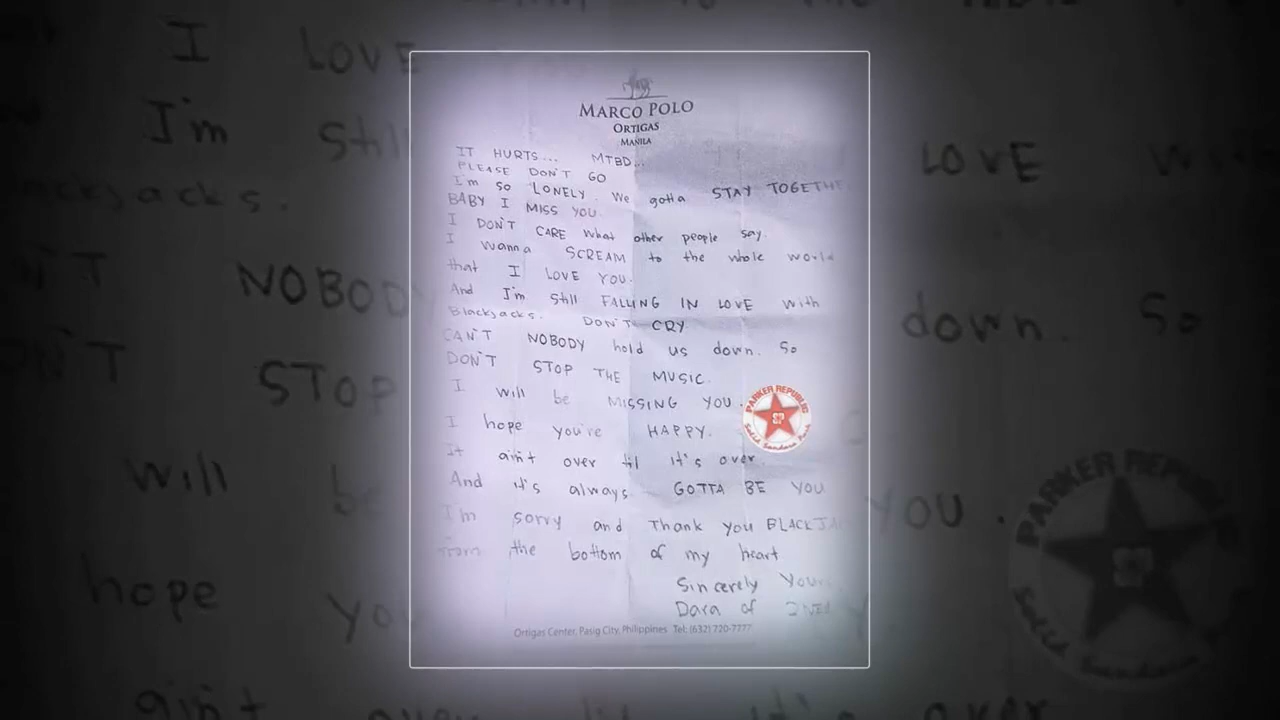 MARCO POLO
ORTIGAS
MANILA
IT HURTS... MTBD...
PLEASE DON'T GO
I'm so LONELY. We gotta STAY TOGETHE
BABY I MISS YOU.
I DON'T CARE what other people say.
I wanna SCREAM to the whole world
that I LOVE YOU.
And I'm still FALLING IN LOVE with
Blackjacks. DON'T CRY
CAN'T NOBODY hold us down. So
DON'T STOP THE MUSIC.
I will be MISSING YOU.
I hope you're HAPPY.
It ain't over til it's over.
And it's always GOTTA BE YOU
I'm sorry and Thank you BLACKJA
from the bottom of my heart
Sincerely Your
Dara of 2NE1
Ortigas Center, Pasig City, Philippines Tel: (632) 720-7777
PARKER REPUBLIC
Solid Sandara Park